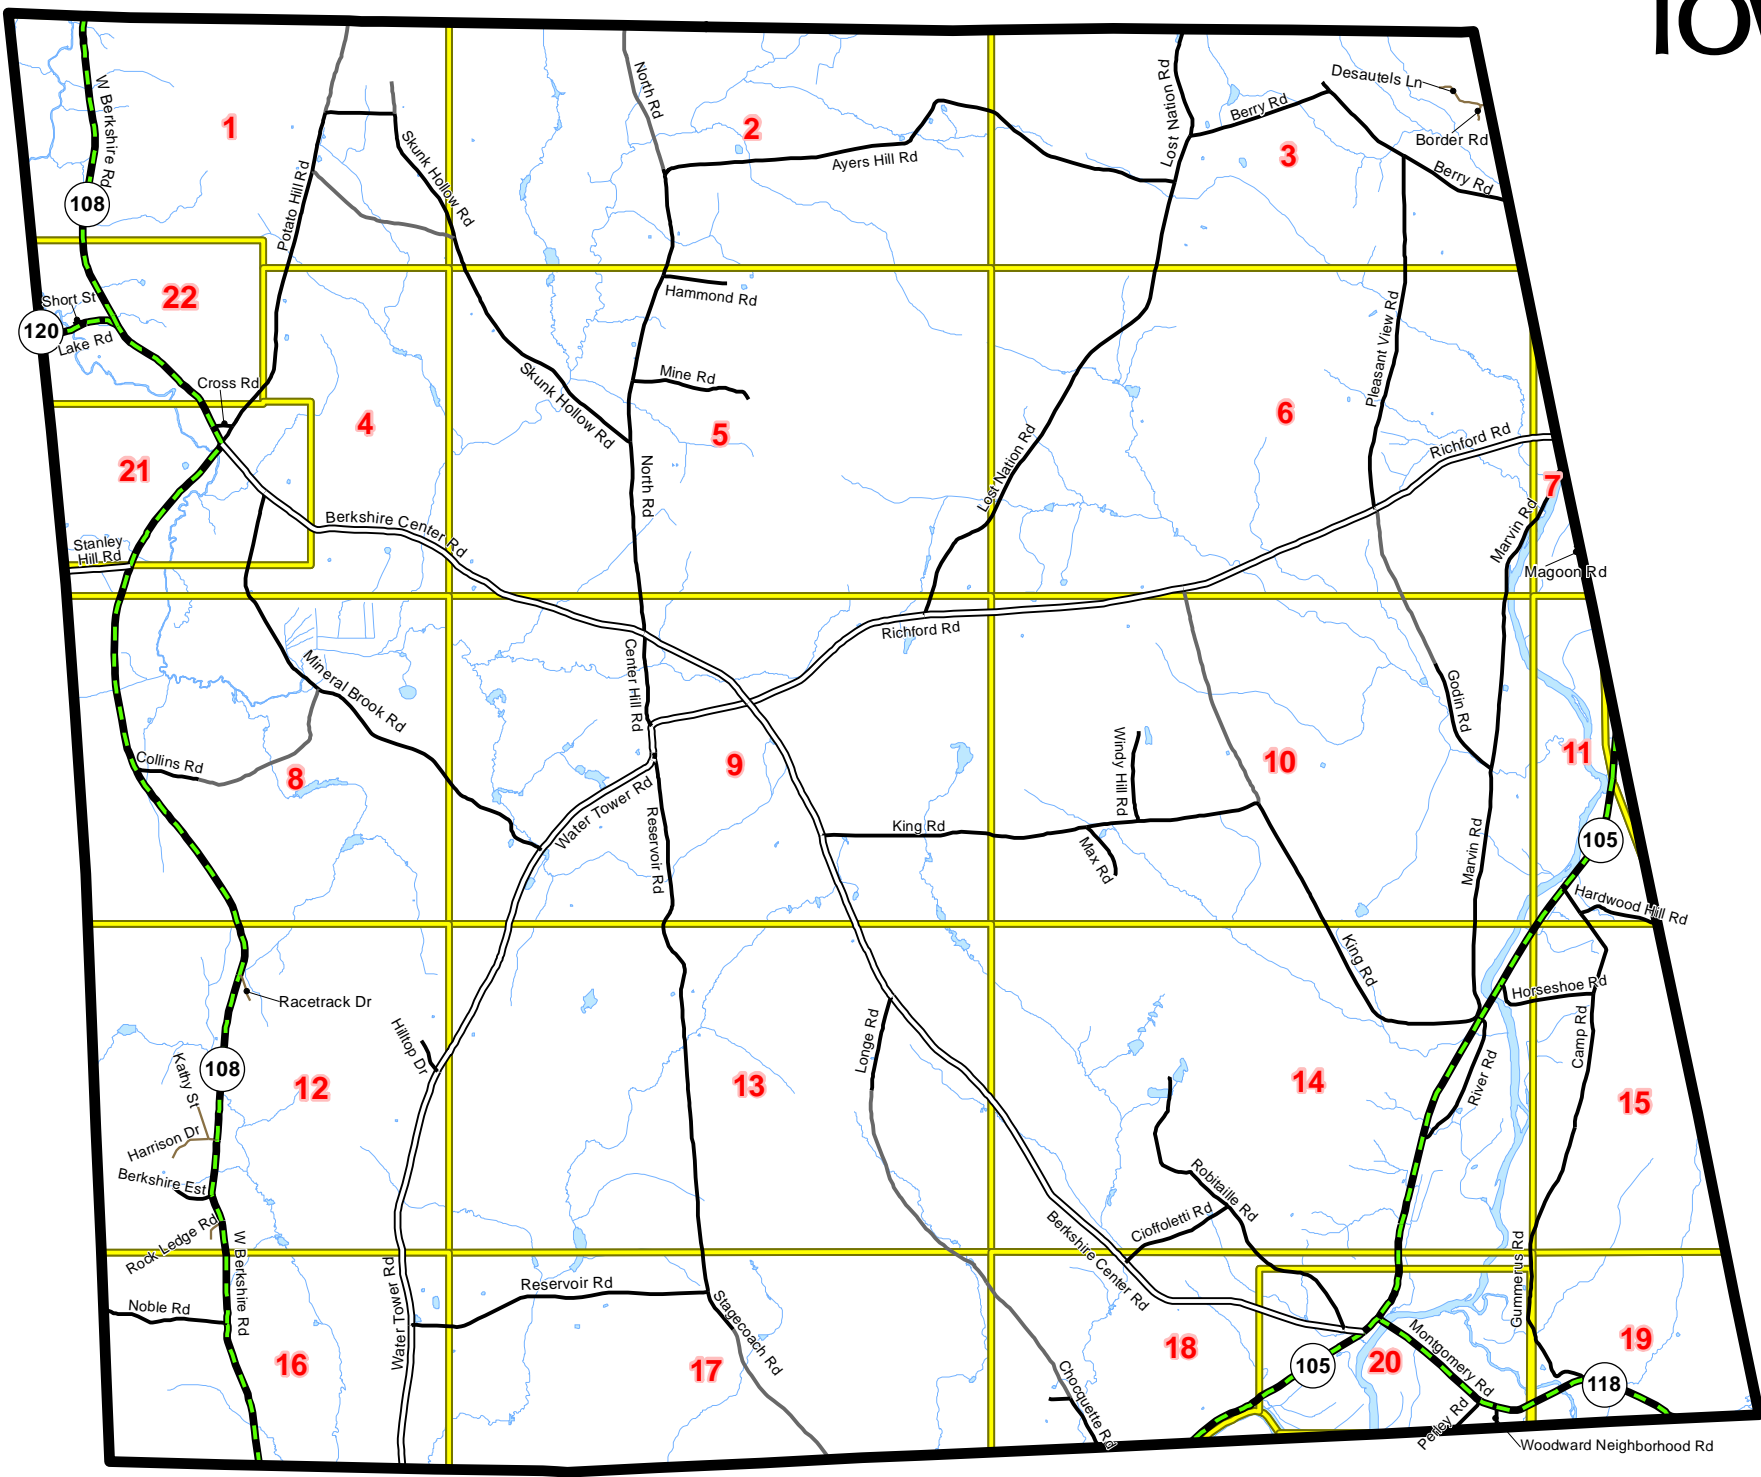 TOW
Desautels Ln
Border Rd
W Berkshire Rd
North Rd
Lost Nation Rd
Berry Rd
1
2
3
Skunk Hollow Rd
Ayers Hill Rd
Berry Rd
108
Potato Hill Rd
22
Short St
120
Lake Rd
Hammond Rd
Pleasant View Rd
Cross Rd
Mine Rd
4
Skunk Hollow Rd
5
6
21
North Rd
Lost Nation Rd
Richford Rd
7
Marvin Rd
Stanley
Hill Rd
Berkshire Center Rd
Magoon Rd
Richford Rd
Center Hill Rd
Mineral Brook Rd
Godin Rd
Collins Rd
8
9
Windy Hill Rd
10
11
Water Tower Rd
Reservoir Rd
King Rd
Max Rd
Marvin Rd
105
Hardwood Hill Rd
King Rd
Racetrack Dr
Horseshoe Rd
Hilltop Dr
Longe Rd
Camp Rd
108
Kathy St
12
13
14
River Rd
15
Harrison Dr
Berkshire Est
Robitaille Rd
Cioffoletti Rd
Rock Ledge Rd
W Berkshire Rd
Berkshire Center Rd
Gummerus Rd
Noble Rd
Water Tower Rd
Reservoir Rd
Stagecoach Rd
16
17
Chocquette Rd
18
105
20
Montgomery Rd
19
118
Perley Rd
Woodward Neighborhood Rd